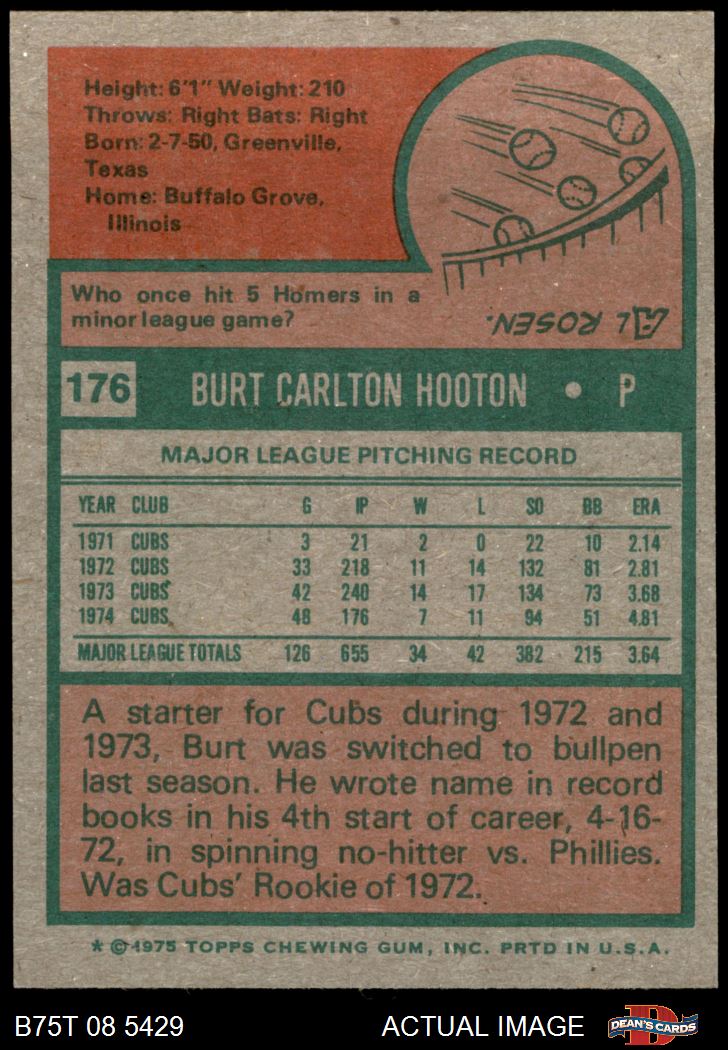 Height: 6'1" Weight: 210
Throws: Right Bats: Right
Born: 2-7-50, Greenville,
Texas
Home: Buffalo Grove,
Illinois
Who once hit 5 Homers in a
minor league game?
AL ROSEN.
176 BURT CARLTON HOOTON • P
MAJOR LEAGUE PITCHING RECORD
YEAR CLUB G IP W L SO BB ERA
1971 CUBS 3 21 2 0 22 10 2.14
1972 CUBS 33 218 11 14 132 81 2.81
1973 CUBS 42 240 14 17 134 73 3.68
1974 CUBS 48 176 7 11 94 51 4.81
MAJOR LEAGUE TOTALS 126 655 34 42 382 215 3.64
A starter for Cubs during 1972 and
1973, Burt was switched to bullpen
last season. He wrote name in record
books in his 4th start of career, 4-16-
72, in spinning no-hitter vs. Phillies.
Was Cubs' Rookie of 1972.
* © 1975 TOPPS CHEWING GUM, INC. PRTD IN U.S.A.
B75T 08 5429 ACTUAL IMAGE D DEAN'S CARDS